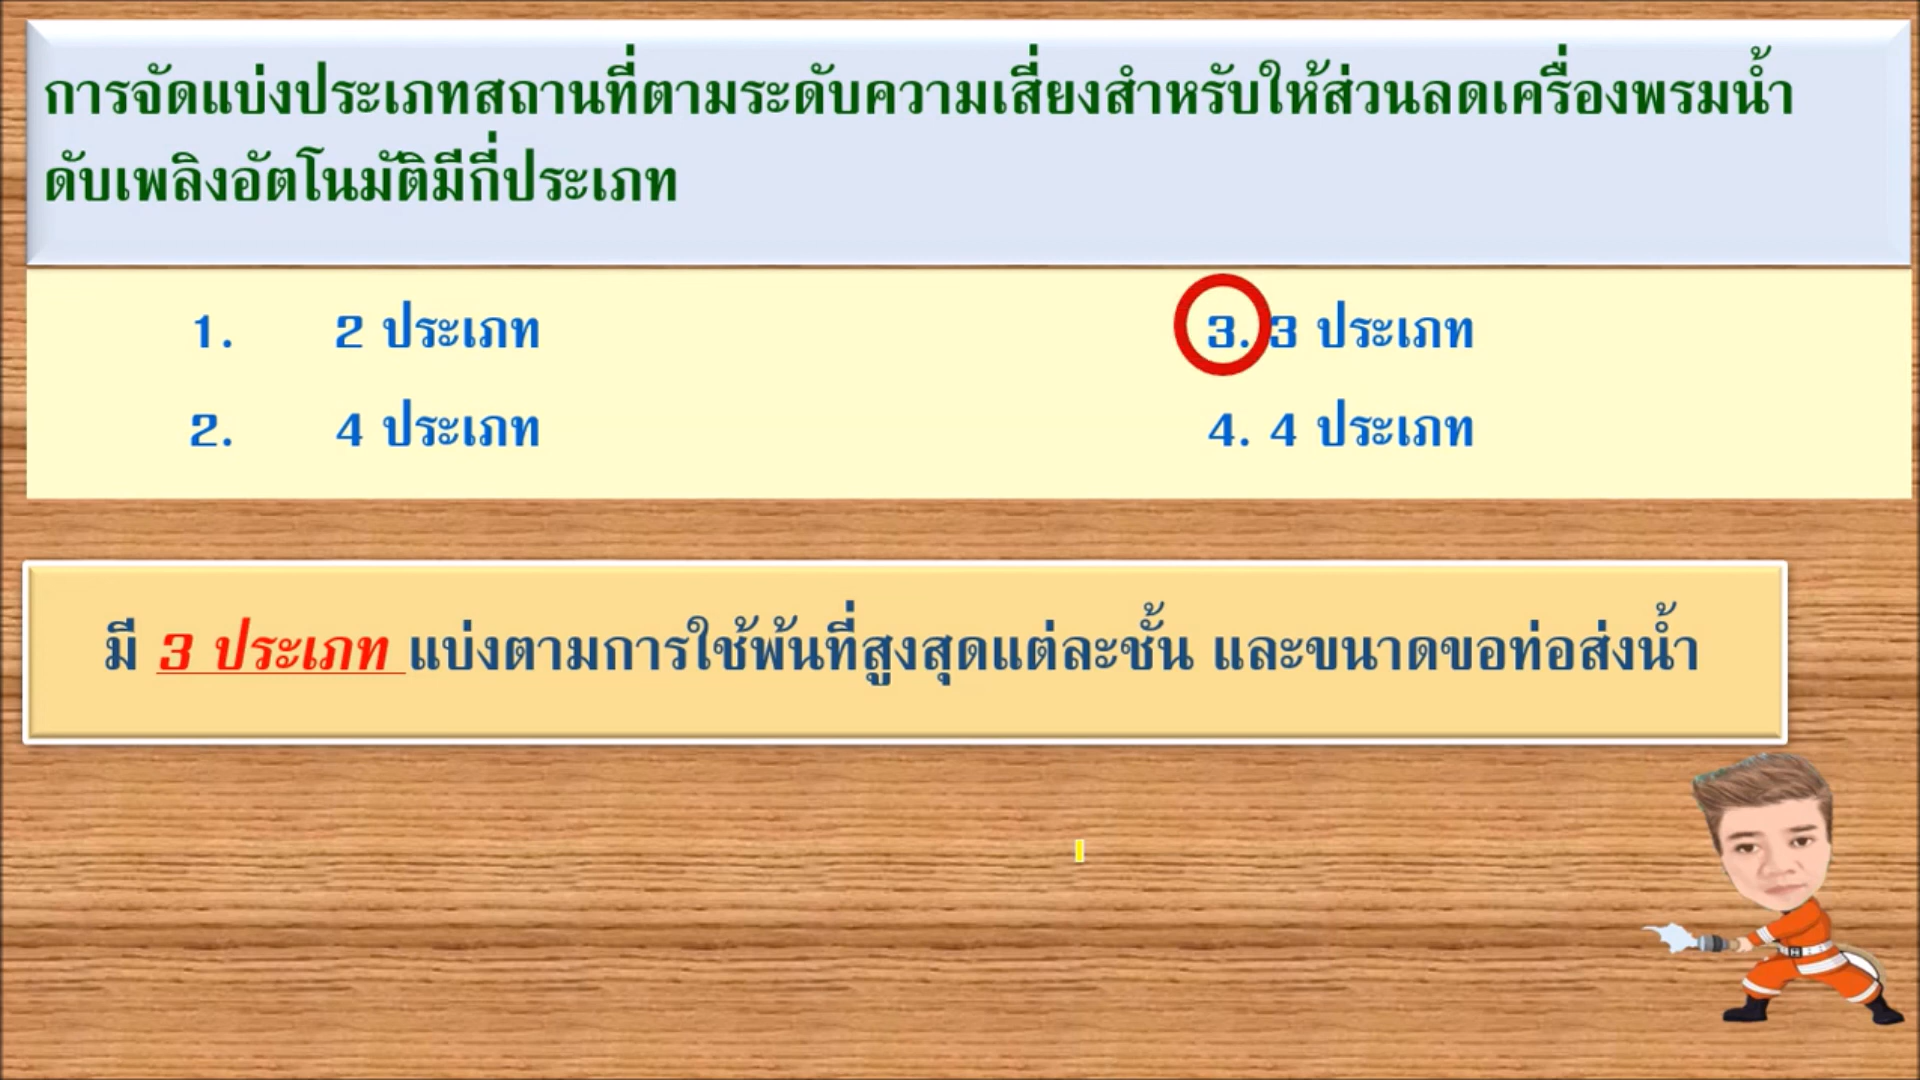 การจัดแบ่งประเภทสถานที่ตามระดับความเสี่ยงสำหรับให้ส่วนลดเครื่องพรมน้ำ
ดับเพลิงอัตโนมัติมีกี่ประเภท
1. 2 ประเภท
3. 3 ประเภท
2. 4 ประเภท
4. 4 ประเภท
มี 3 ประเภท แบ่งตามการใช้พ้นที่สูงสุดแต่ละชั้น และขนาดขอท่อส่งน้ำ